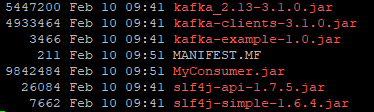 5447200 Feb 10 09:41 kafka_2.13-3.1.0.jar
4933464 Feb 10 09:41 kafka-clients-3.1.0.jar
3466 Feb 10 09:41 kafka-example-1.0.jar
211 Feb 10 09:51 MANIFEST.MF
9842484 Feb 10 09:51 MyConsumer.jar
26084 Feb 10 09:41 slf4j-api-1.7.5.jar
7662 Feb 10 09:41 slf4j-simple-1.6.4.jar